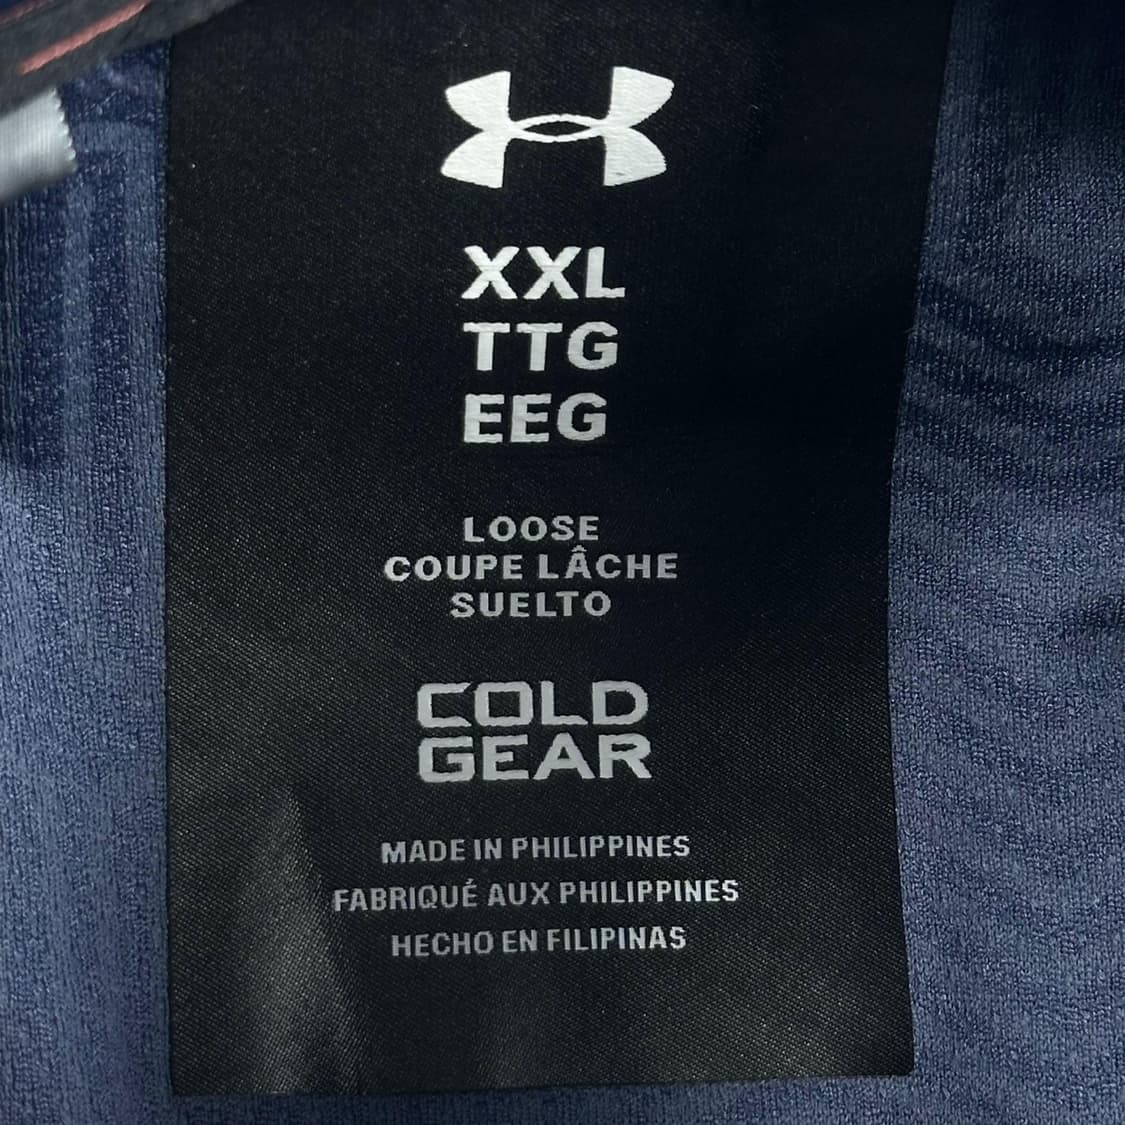 XXL
TTG
EEG
LOOSE
COUPE LÂCHE
SUELTO
COLD
GEAR
MADE IN PHILIPPINES
FABRIQUÉ AUX PHILIPPINES
HECHO EN FILIPINAS